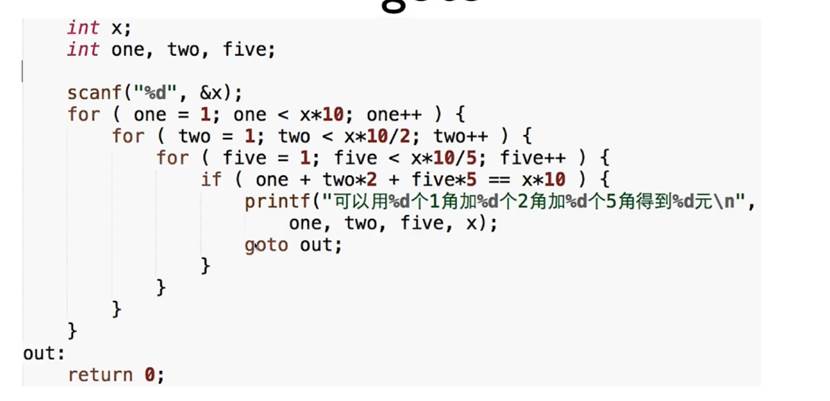 goto
int x;
int one, two, five;
scanf("%d", &x);
for ( one = 1; one < x*10; one++ ) {
for ( two = 1; two < x*10/2; two++ ) {
for ( five = 1; five < x*10/5; five++ ) {
if ( one + two*2 + five*5 == x*10 ) {
printf("可以用%d个1角加%d个2角加%d个5角得到%d元\n",
one, two, five, x);
goto out;
}
}
}
}
out:
return 0;